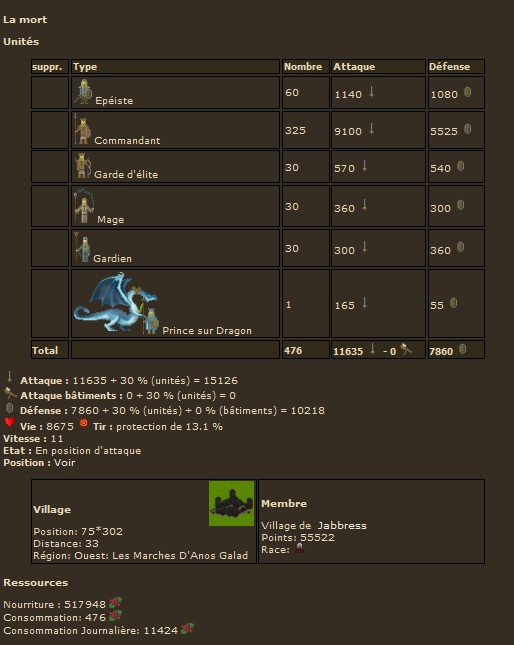 La mort
Unités
suppr. Type Nombre Attaque Défense
Epéiste 60 1140 1080
Commandant 325 9100 5525
Garde d'élite 30 570 540
Mage 30 360 300
Gardien 30 300 360
Prince sur Dragon 1 165 55
Total 476 11635 - 0 7860
Attaque : 11635 + 30 % (unités) = 15126
Attaque bâtiments : 0 + 30 % (unités) = 0
Défense : 7860 + 30 % (unités) + 0 % (bâtiments) = 10218
Vie : 8675 Tir : protection de 13.1 %
Vitesse : 11
Etat : En position d'attaque
Position : Voir
Village
Position: 75*302
Distance: 33
Région: Ouest: Les Marches D'Anos Galad
Membre
Village de Jabbress
Points: 55522
Race:
Ressources
Nourriture : 517948
Consommation: 476
Consommation Journalière: 11424